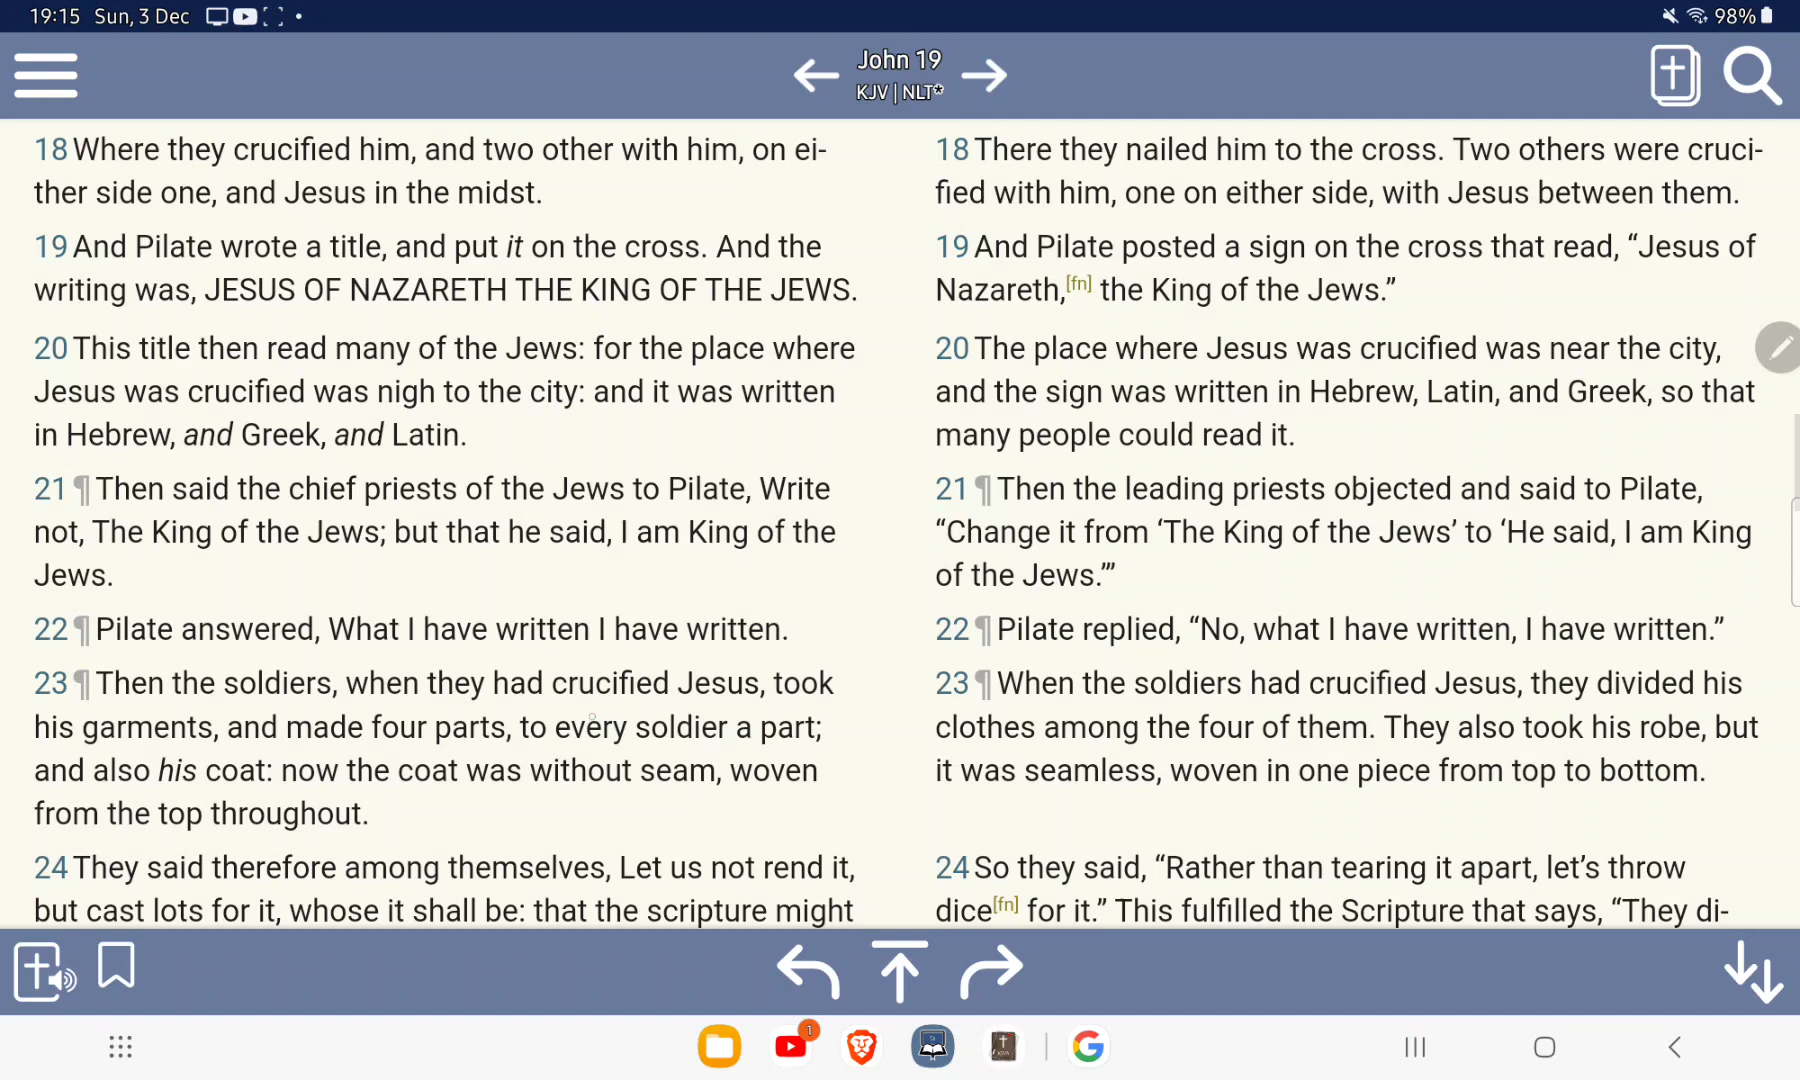 19:15 Sun, 3 Dec
98%
John 19
KJV | NLT*
18 Where they crucified him, and two other with him, on ei-
ther side one, and Jesus in the midst.
19 And Pilate wrote a title, and put it on the cross. And the
writing was, JESUS OF NAZARETH THE KING OF THE JEWS.
20 This title then read many of the Jews: for the place where
Jesus was crucified was nigh to the city: and it was written
in Hebrew, and Greek, and Latin.
21 ¶ Then said the chief priests of the Jews to Pilate, Write
not, The King of the Jews; but that he said, I am King of the
Jews.
22 ¶ Pilate answered, What I have written I have written.
23 ¶ Then the soldiers, when they had crucified Jesus, took
his garments, and made four parts, to every soldier a part;
and also his coat: now the coat was without seam, woven
from the top throughout.
24 They said therefore among themselves, Let us not rend it,
but cast lots for it, whose it shall be: that the scripture might
18 There they nailed him to the cross. Two others were cruci-
fied with him, one on either side, with Jesus between them.
19 And Pilate posted a sign on the cross that read, “Jesus of
Nazareth,[fn] the King of the Jews.”
20 The place where Jesus was crucified was near the city,
and the sign was written in Hebrew, Latin, and Greek, so that
many people could read it.
21 ¶ Then the leading priests objected and said to Pilate,
“Change it from ‘The King of the Jews’ to ‘He said, I am King
of the Jews.’”
22 ¶ Pilate replied, “No, what I have written, I have written.”
23 ¶ When the soldiers had crucified Jesus, they divided his
clothes among the four of them. They also took his robe, but
it was seamless, woven in one piece from top to bottom.
24 So they said, “Rather than tearing it apart, let’s throw
dice[fn] for it.” This fulfilled the Scripture that says, “They di-
1